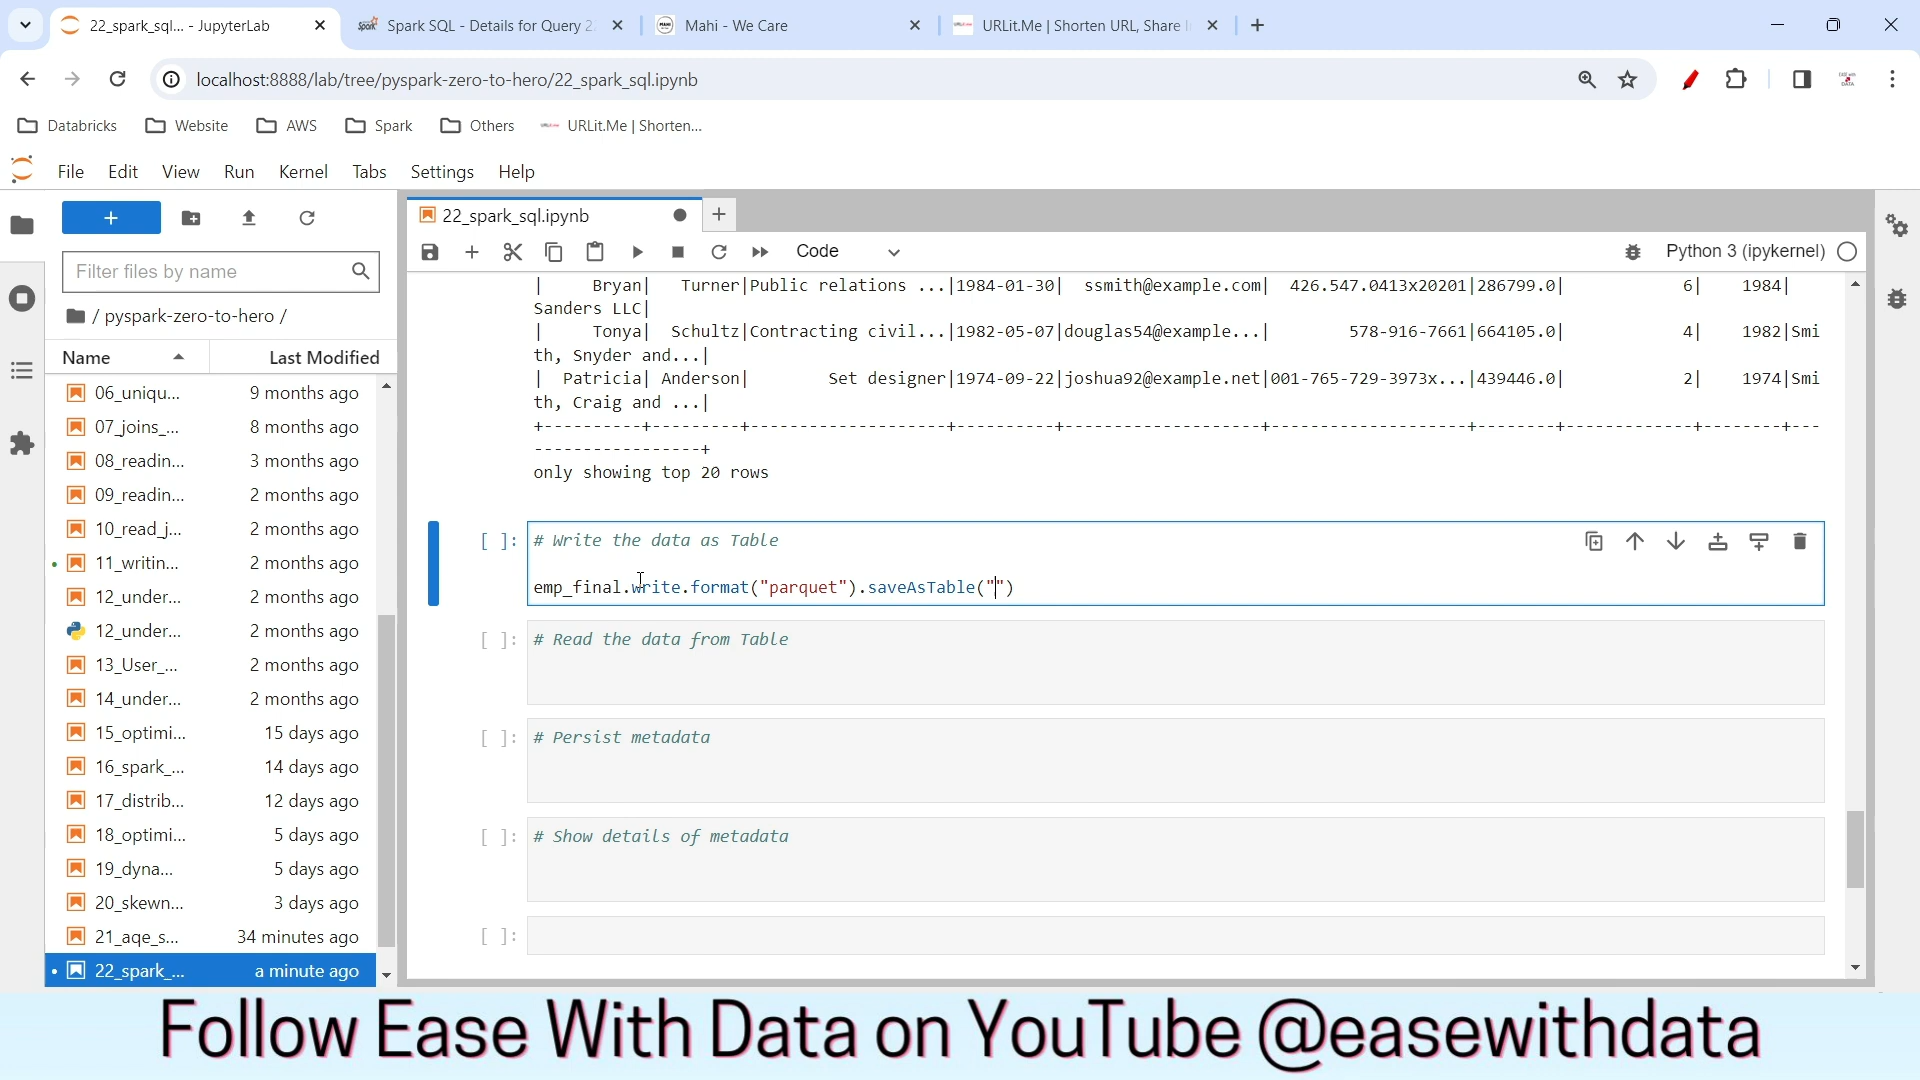 22_spark_sql... - JupyterLab
Spark SQL - Details for Query 2
Mahi - We Care
URLit.Me | Shorten URL, Share
localhost:8888/lab/tree/pyspark-zero-to-hero/22_spark_sql.ipynb
Databricks
Website
AWS
Spark
Others
URLit.Me | Shorten...
File Edit View Run Kernel Tabs Settings Help
22_spark_sql.ipynb
Filter files by name
Code
Python 3 (ipykernel)
/ pyspark-zero-to-hero /
Name
Last Modified
06_uniqu... 9 months ago
07_joins_... 8 months ago
08_readin... 3 months ago
09_readin... 2 months ago
10_read_j... 2 months ago
11_writin... 2 months ago
12_under... 2 months ago
12_under... 2 months ago
13_User_... 2 months ago
14_under... 2 months ago
15_optimi... 15 days ago
16_spark_... 14 days ago
17_distrib... 12 days ago
18_optimi... 5 days ago
19_dyna... 5 days ago
20_skewn... 3 days ago
21_aqe_s... 34 minutes ago
22_spark_... a minute ago
| Bryan| Turner|Public relations ...|1984-01-30| ssmith@example.com| 426.547.0413x20201|286799.0| 6| 1984|
Sanders LLC|
| Tonya| Schultz|Contracting civil...|1982-05-07|douglas54@example...| 578-916-7661|664105.0| 4| 1982|Smi
th, Snyder and...|
| Patricia| Anderson| Set designer|1974-09-22|joshua92@example.net|001-765-729-3973x...|439446.0| 2| 1974|Smi
th, Craig and ...|
+----------+---------+--------------------+----------+--------------------+--------------------+--------+-------------+--------+---
-----------------+
only showing top 20 rows
[ ]: # Write the data as Table
emp_final.write.format("parquet").saveAsTable("")
[ ]: # Read the data from Table
[ ]: # Persist metadata
[ ]: # Show details of metadata
[ ]:
Follow Ease With Data on YouTube @easewithdata